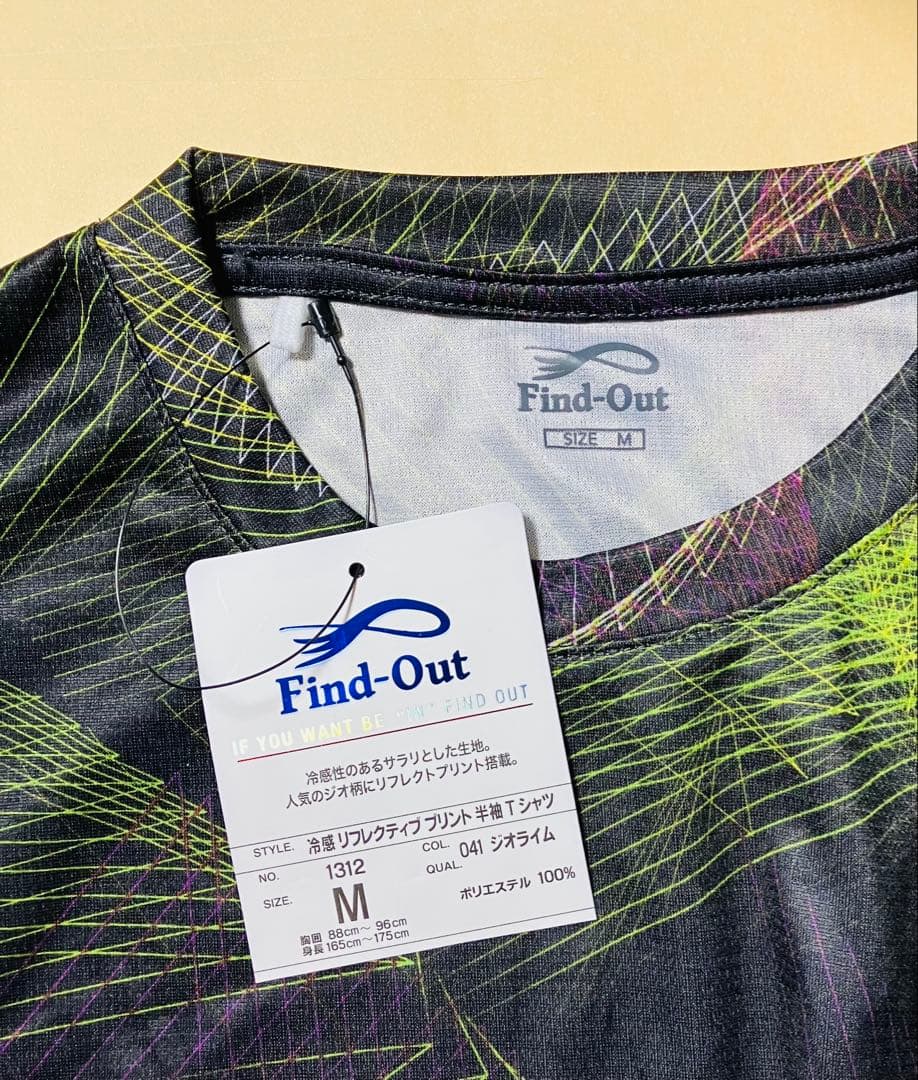 Find-Out
SIZE M
Find-Out
IF YOU WANT BE "IN" FIND OUT
冷感性のあるサラリとした生地。
人気のジオ柄にリフレクトプリント搭載。
STYLE. 冷感 リフレクティブ プリント 半袖 T シャツ
NO. 1312 COL. 041 ジオライム
SIZE. M QUAL. ポリエステル 100%
胸囲 88cm〜 96cm
身長 165cm〜175cm